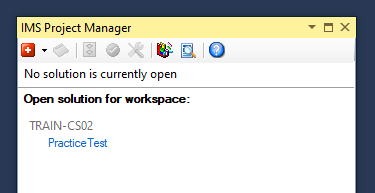 IMS Project Manager
No solution is currently open
Open solution for workspace:
TRAIN-CS02
PracticeTest